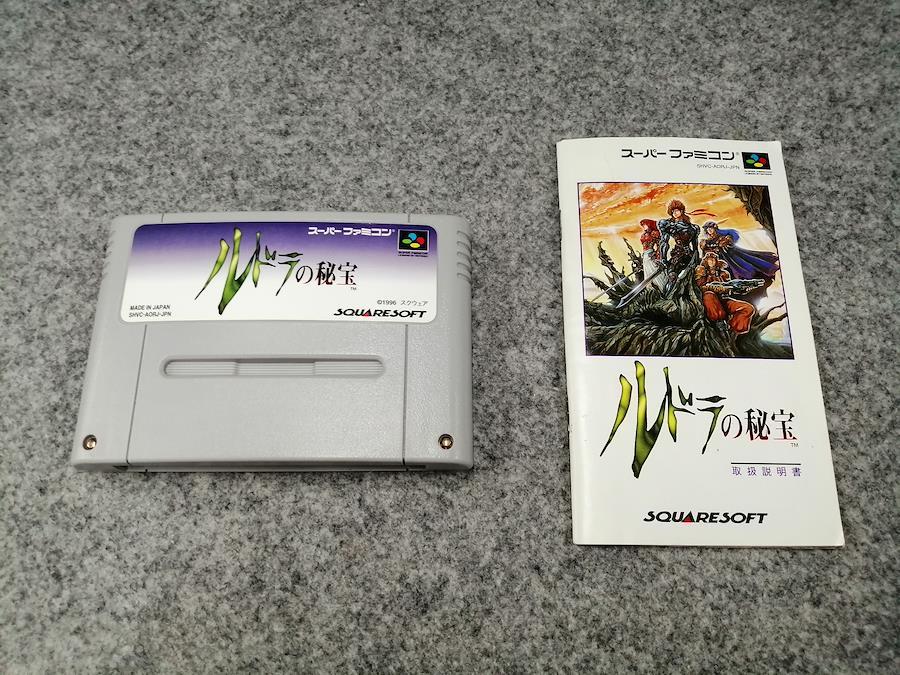 スーパーファミコン
ルドラの秘宝
TM
©1996 スクウェア
MADE IN JAPAN
SHVC-AORJ-JPN
SQUARESOFT
スーパーファミコン
SHVC-AORJ-JPN
ルドラの秘宝
TM
取扱説明書
SQUARESOFT